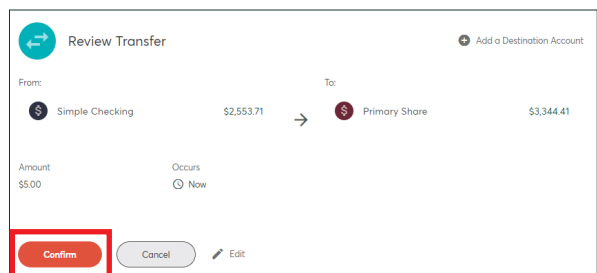 Review Transfer
Add a Destination Account
From:
To:
$ Simple Checking $2,553.71
$ Primary Share $3,344.41
Amount
Occurs
$5.00
Now
Confirm
Cancel
Edit